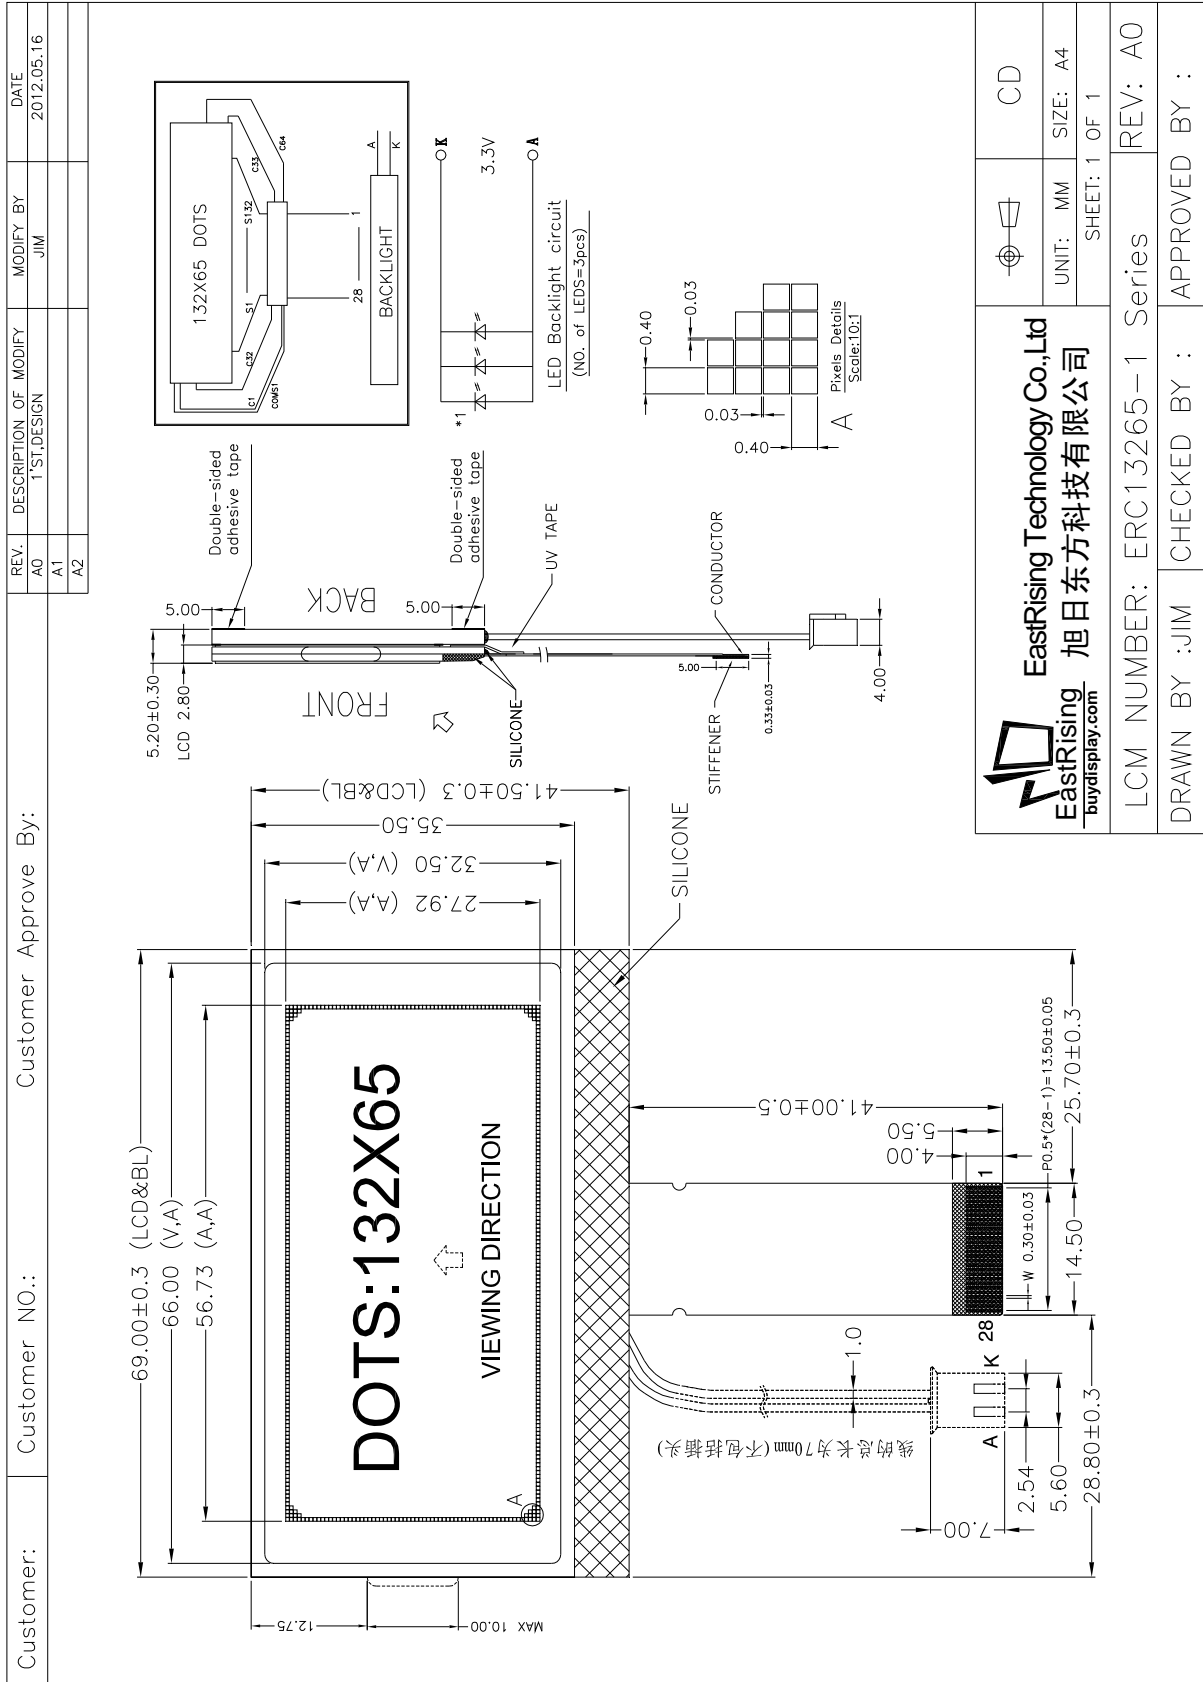 Customer:
Customer NO.:
Customer Approve By:
REV.
DESCRIPTION OF MODIFY
MODIFY BY
DATE
A0
1'ST,DESIGN
JIM
2012.05.16
A1
A2
69.00±0.3 (LCD&BL)
66.00 (V,A)
56.73 (A,A)
DOTS:132X65
VIEWING DIRECTION
A
12.75
MAX 10.00
27.92 (A,A)
32.50 (V,A)
35.50
41.50±0.3 (LCD&BL)
SILICONE
41.00±0.5
5.50
4.00
1.0
线的总长为70mm(不包括插头)
A
K
28
1
W 0.30±0.03
P0.5*(28-1)=13.50±0.05
7.00
2.54
5.60
28.80±0.3
14.50
25.70±0.3
5.20±0.30
LCD 2.80
5.00
Double-sided
adhesive tape
FRONT
BACK
5.00
Double-sided
adhesive tape
SILICONE
UV TAPE
STIFFENER
5.00
CONDUCTOR
0.33±0.03
4.00
132X65 DOTS
C1
COMS1
C32
S1
S132
C33
C64
28
1
BACKLIGHT
A
K
*1
K
3.3V
A
LED Backlight circuit
(NO. of LEDS=3pcs)
0.40
0.03
0.03
0.40
A
Pixels Details
Scale:10:1
EastRising
buydisplay.com
EastRising Technology Co.,Ltd
旭日东方科技有限公司
CD
UNIT: MM
SIZE: A4
SHEET: 1 OF 1
LCM NUMBER: ERC13265-1 Series
REV: A0
DRAWN BY :JIM
CHECKED BY :
APPROVED BY :